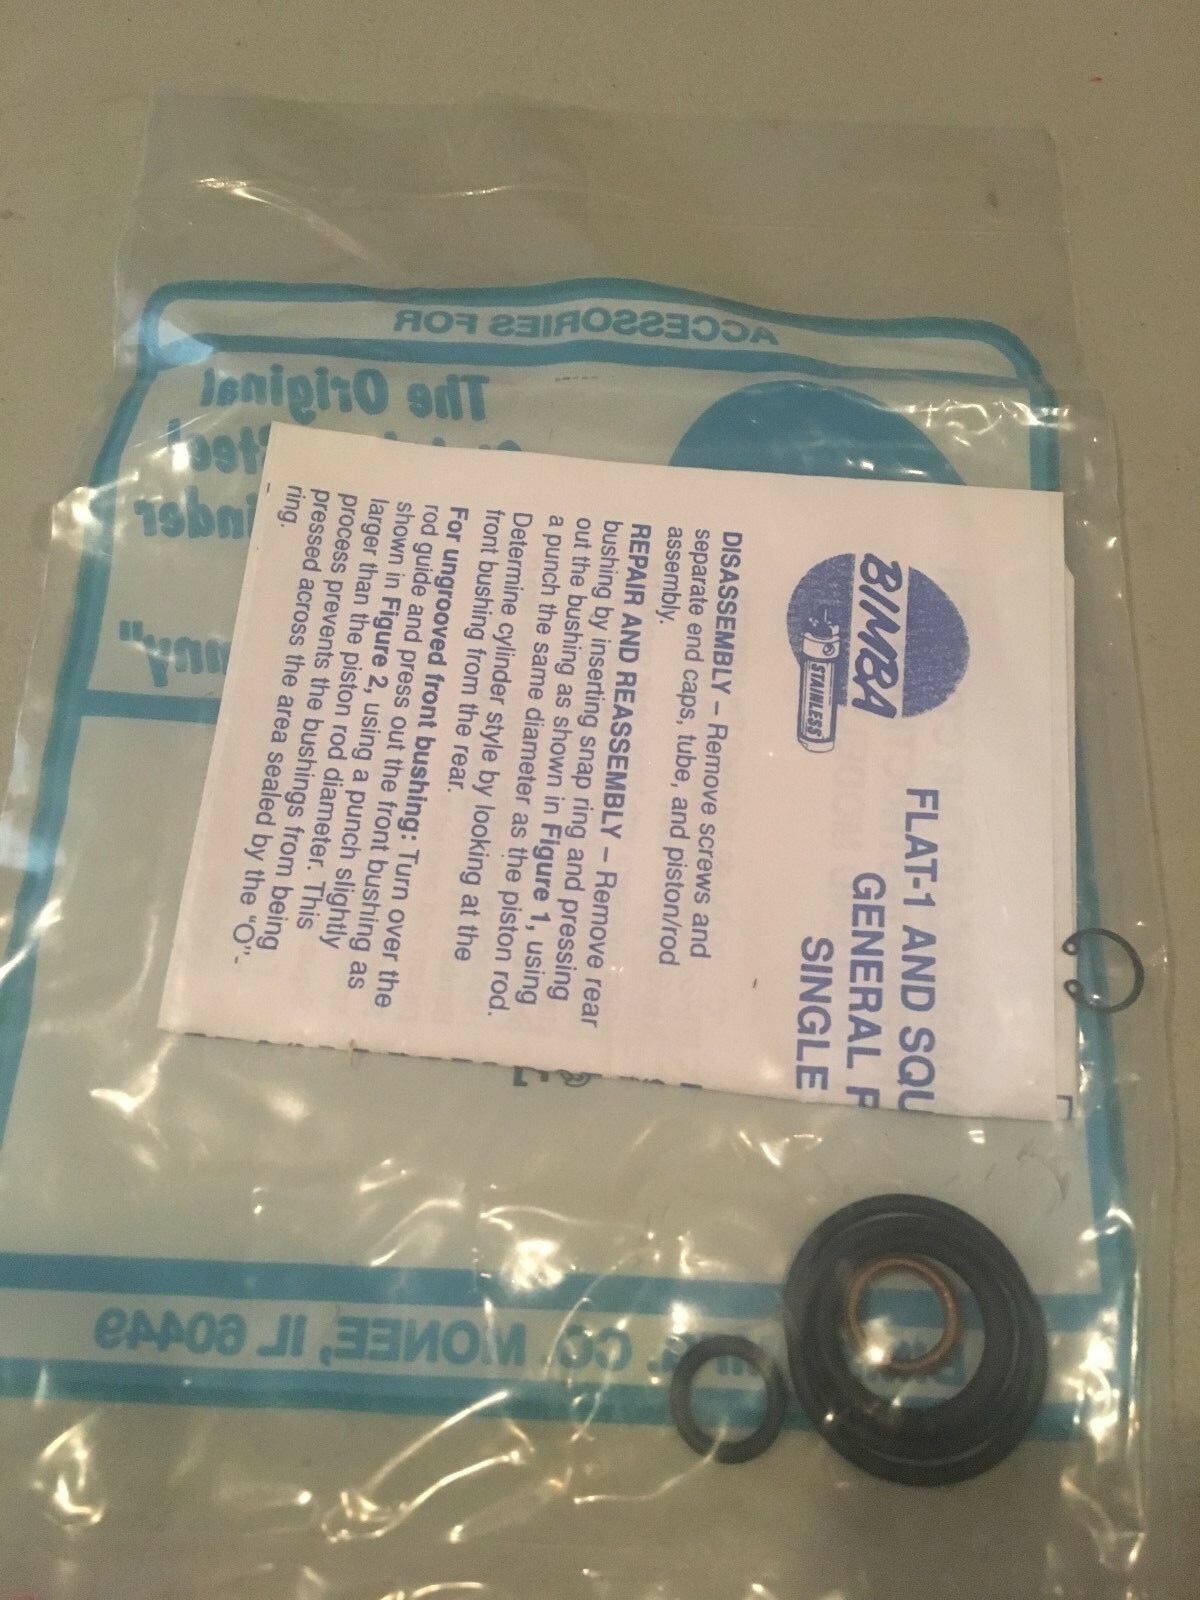 ACCESSORIES FOR
The Original
BIMBA
STAINLESS
FLAT-1 AND SQU
GENERAL
SINGLE
DISASSEMBLY – Remove screws and
separate end caps, tube, and piston/rod
assembly.
REPAIR AND REASSEMBLY – Remove rear
bushing by inserting snap ring and pressing
out the bushing as shown in Figure 1, using
a punch the same diameter as the piston rod.
Determine cylinder style by looking at the
front bushing from the rear.
For ungrooved front bushing: Turn over the
rod guide and press out the front bushing as
shown in Figure 2, using a punch slightly
larger than the piston rod diameter. This
process prevents the bushings from being
pressed across the area sealed by the "O"-
ring.
CO. MONEE, IL 60449